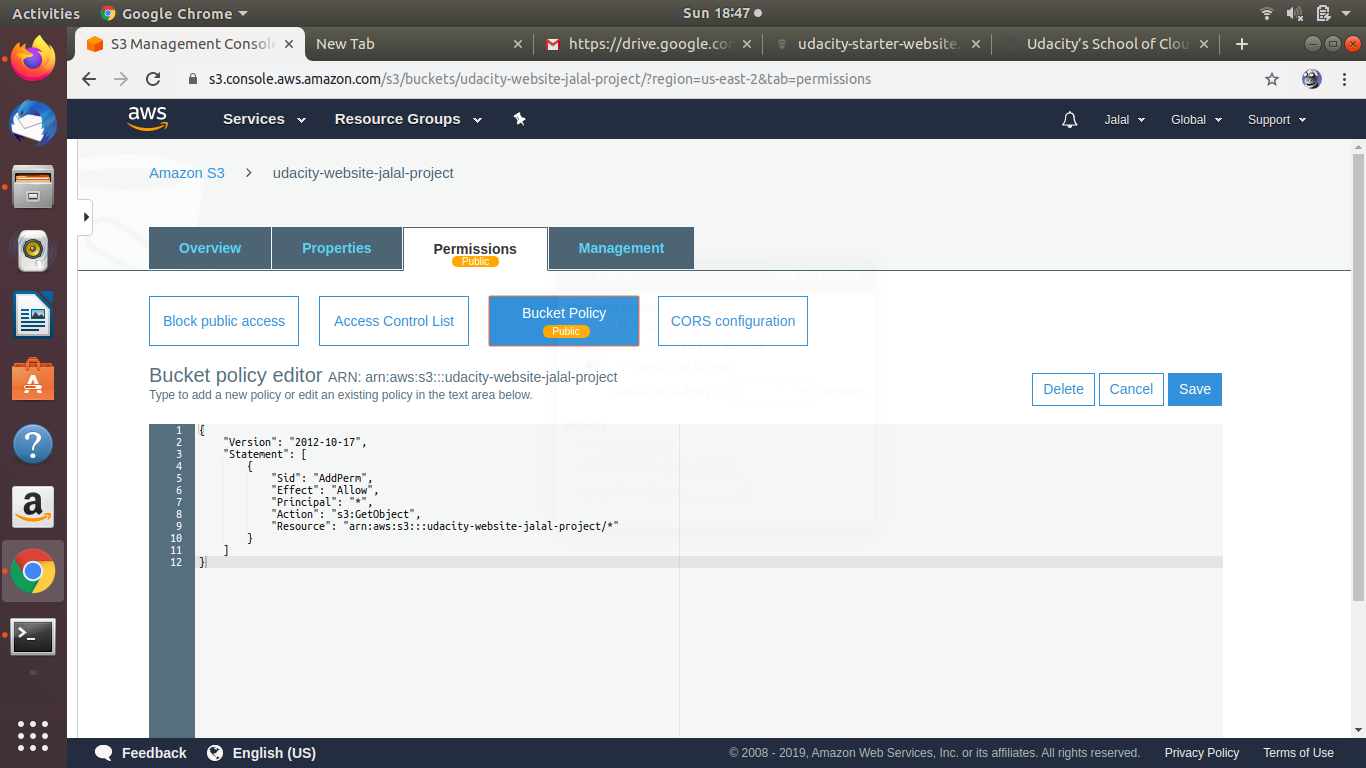 Activities
Google Chrome
Sun 18:47
S3 Management Console
New Tab
https://drive.google.co
udacity-starter-website.
Udacity's School of Clou
s3.console.aws.amazon.com/s3/buckets/udacity-website-jalal-project/?region=us-east-2&tab=permissions
aws
Services
Resource Groups
Jalal
Global
Support
Amazon S3
udacity-website-jalal-project
Overview
Properties
Permissions
Public
Management
Block public access
Access Control List
Bucket Policy
Public
CORS configuration
Bucket policy editor ARN: arn:aws:s3:::udacity-website-jalal-project
Type to add a new policy or edit an existing policy in the text area below.
Delete
Cancel
Save
1 {
2 "Version": "2012-10-17",
3 "Statement": [
4 {
5 "Sid": "AddPerm",
6 "Effect": "Allow",
7 "Principal": "*",
8 "Action": "s3:GetObject",
9 "Resource": "arn:aws:s3:::udacity-website-jalal-project/*"
10 }
11 ]
12 }
Feedback
English (US)
© 2008 - 2019, Amazon Web Services, Inc. or its affiliates. All rights reserved.
Privacy Policy
Terms of Use